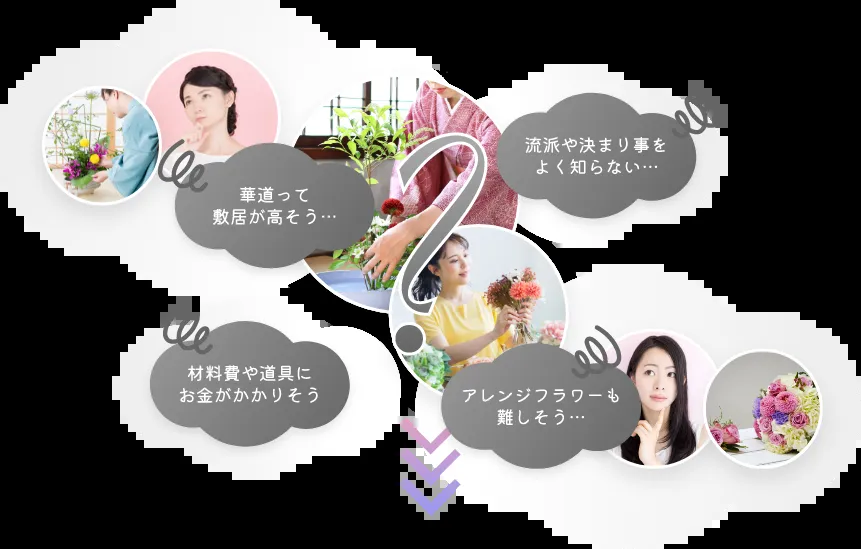 華道って
敷居が高そう…
流派や決まり事を
よく知らない…
材料費や道具に
お金がかかりそう
アレンジフラワーも
難しそう…
?